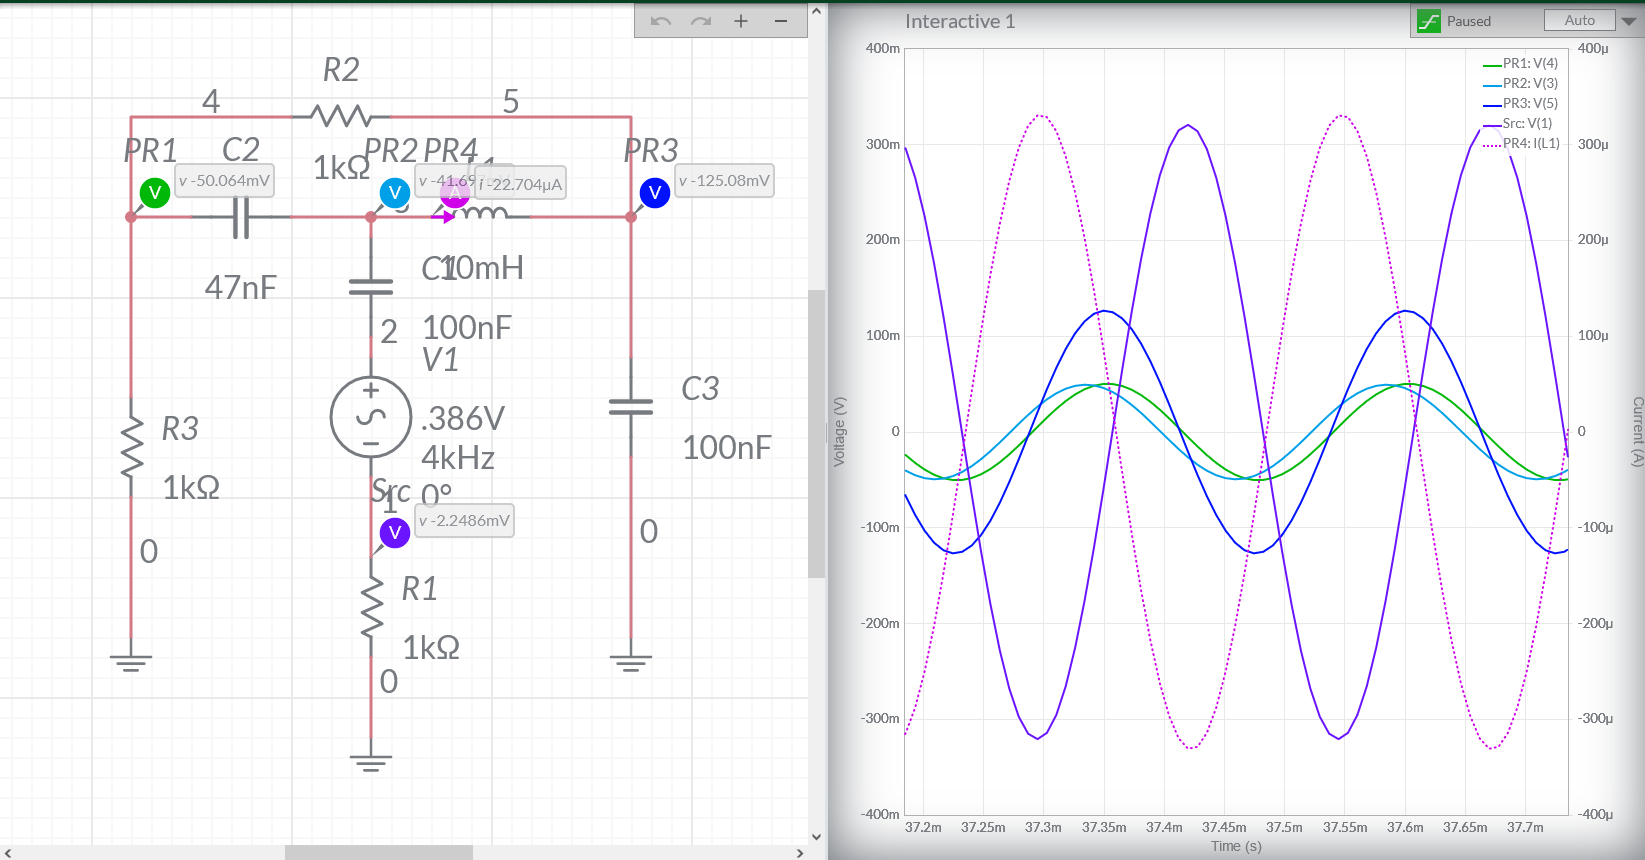 R2
4
5
PR1
C2
1kΩ
PR2
PR4
PR3
V
v -50.064mV
V
A
i -22.704µA
V
v -125.08mV
47nF
C1
10mH
100nF
2
V1
.386V
4kHz
0°
C3
100nF
R3
1kΩ
Src
1
V
v -2.2486mV
0
0
R1
1kΩ
0
Interactive 1
Paused
Auto
PR1: V(4)
PR2: V(3)
PR3: V(5)
Src: V(1)
PR4: I(L1)
400m
300m
200m
100m
0
-100m
-200m
-300m
-400m
Voltage (V)
400µ
300µ
200µ
100µ
0
-100µ
-200µ
-300µ
-400µ
Current (A)
37.2m
37.25m
37.3m
37.35m
37.4m
37.45m
37.5m
37.55m
37.6m
37.65m
37.7m
Time (s)